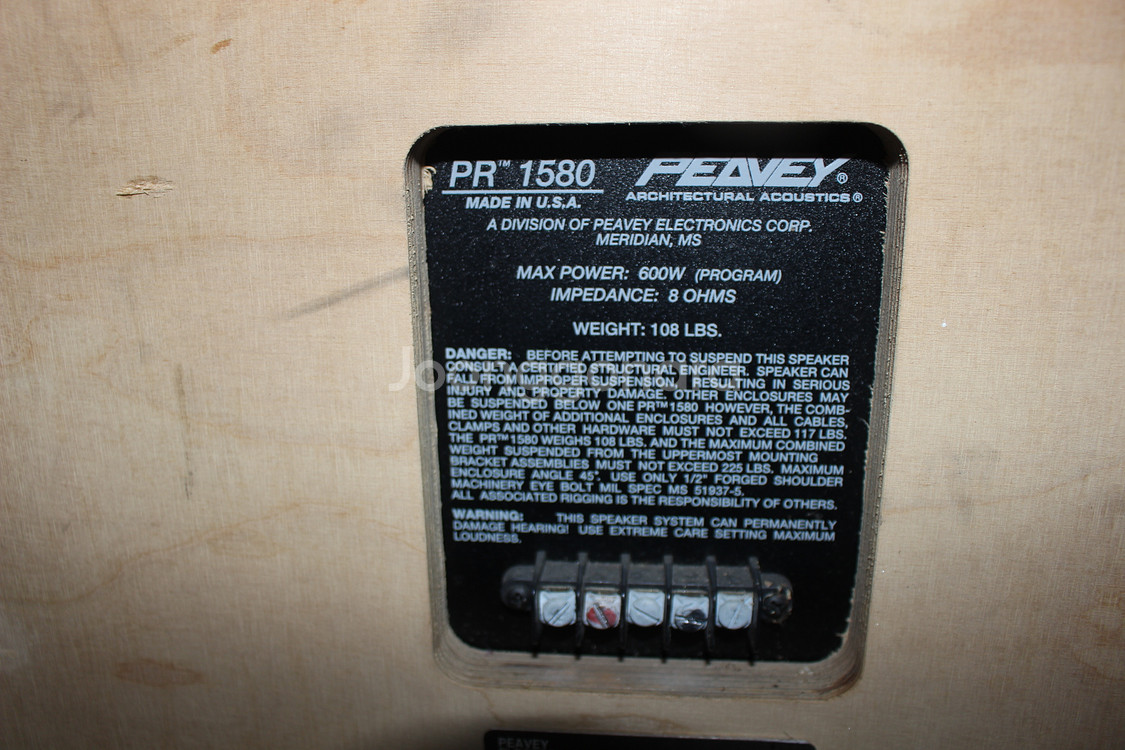 PR™ 1580
MADE IN U.S.A.
PEAVEY®
ARCHITECTURAL ACOUSTICS®
A DIVISION OF PEAVEY ELECTRONICS CORP.
MERIDIAN, MS
MAX POWER: 600W (PROGRAM)
IMPEDANCE: 8 OHMS
WEIGHT: 108 LBS.
DANGER: BEFORE ATTEMPTING TO SUSPEND THIS SPEAKER
CONSULT A CERTIFIED STRUCTURAL ENGINEER. SPEAKER CAN
FALL FROM IMPROPER SUSPENSION, RESULTING IN SERIOUS
INJURY AND PROPERTY DAMAGE. OTHER ENCLOSURES MAY
BE SUSPENDED BELOW ONE PR™1580 HOWEVER, THE COMB-
INED WEIGHT OF ADDITIONAL ENCLOSURES AND ALL CABLES,
CLAMPS AND OTHER HARDWARE MUST NOT EXCEED 117 LBS.
THE PR™1580 WEIGHS 108 LBS. AND THE MAXIMUM COMBINED
WEIGHT SUSPENDED FROM THE UPPERMOST MOUNTING
BRACKET ASSEMBLIES MUST NOT EXCEED 225 LBS. MAXIMUM
ENCLOSURE ANGLE 45°. USE ONLY 1/2" FORGED SHOULDER
MACHINERY EYE BOLT MIL SPEC MS 51937-5.
ALL ASSOCIATED RIGGING IS THE RESPONSIBILITY OF OTHERS.
WARNING: THIS SPEAKER SYSTEM CAN PERMANENTLY
DAMAGE HEARING! USE EXTREME CARE SETTING MAXIMUM
LOUDNESS.
PEAVEY